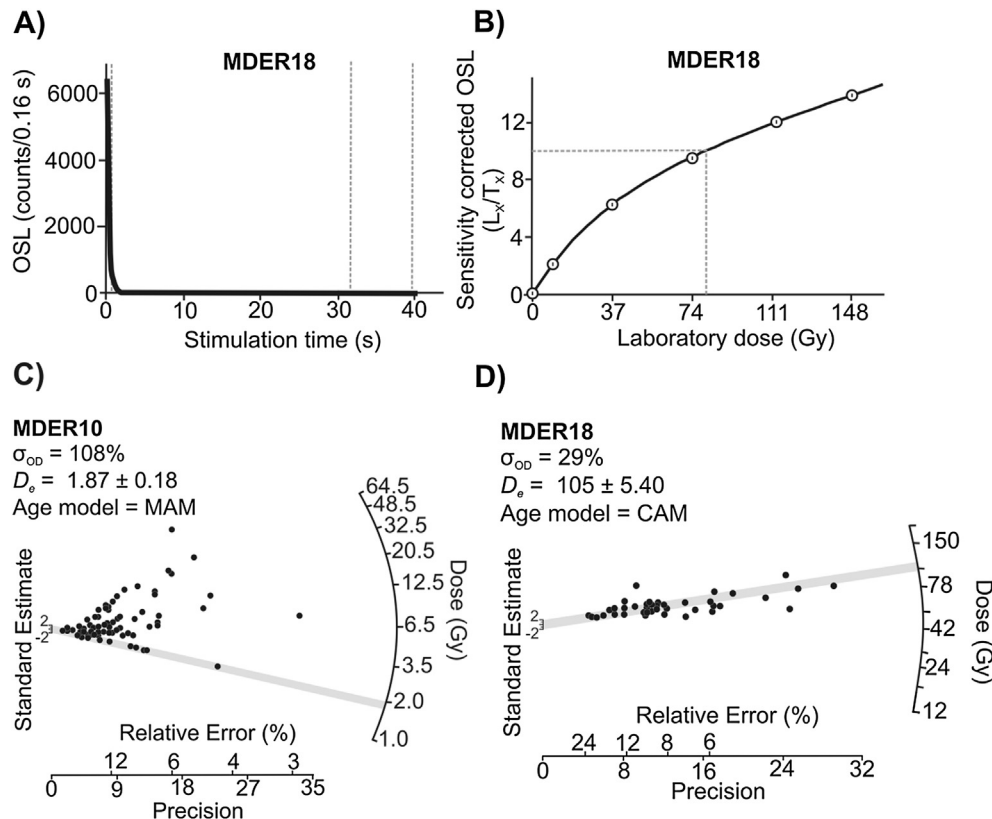 A)
MDER18
OSL (counts/0.16 s)
6000
4000
2000
0
0 10 20 30 40
Stimulation time (s)
B)
MDER18
Sensitivity corrected OSL
(Lx/Tx)
12
8
4
0
0 37 74 111 148
Laboratory dose (Gy)
C)
MDER10
σOD = 108%
De = 1.87 ± 0.18
Age model = MAM
Standard Estimate
2
-2
64.5
48.5
32.5
20.5
12.5
6.5
3.5
2.0
1.0
Dose (Gy)
Relative Error (%)
12 6 4 3
0 9 18 27 35
Precision
D)
MDER18
σOD = 29%
De = 105 ± 5.40
Age model = CAM
Standard Estimate
2
-2
150
78
42
24
12
Dose (Gy)
Relative Error (%)
24 12 8 6
0 8 16 24 32
Precision